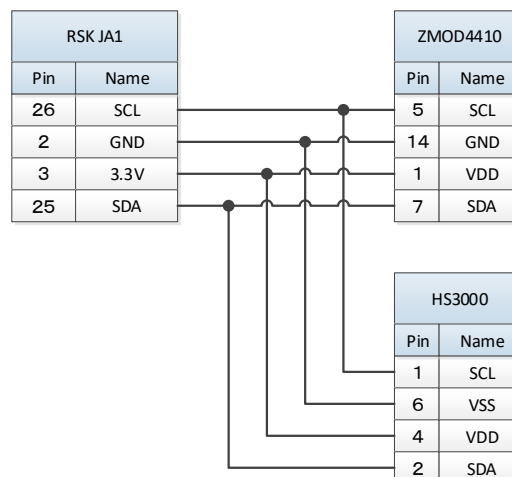 RSK JA1
Pin Name
26 SCL
2 GND
3 3.3V
25 SDA
ZMOD4410
Pin Name
5 SCL
14 GND
1 VDD
7 SDA
HS3000
Pin Name
1 SCL
6 VSS
4 VDD
2 SDA